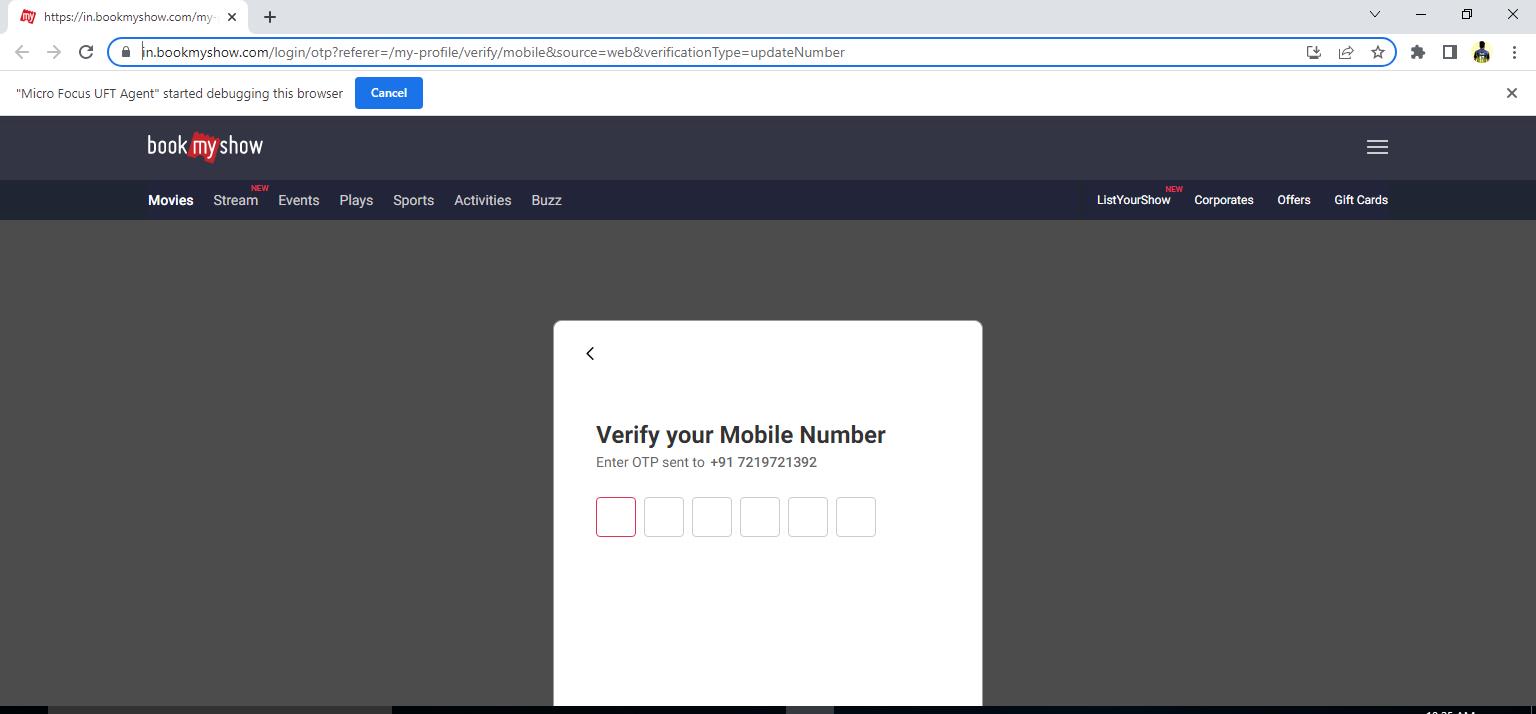 https://in.bookmyshow.com/my-
in.bookmyshow.com/login/otp?referer=/my-profile/verify/mobile&source=web&verificationType=updateNumber
"Micro Focus UFT Agent" started debugging this browser Cancel
book my show
Movies Stream NEW Events Plays Sports Activities Buzz ListYourShow NEW Corporates Offers Gift Cards
Verify your Mobile Number
Enter OTP sent to +91 7219721392